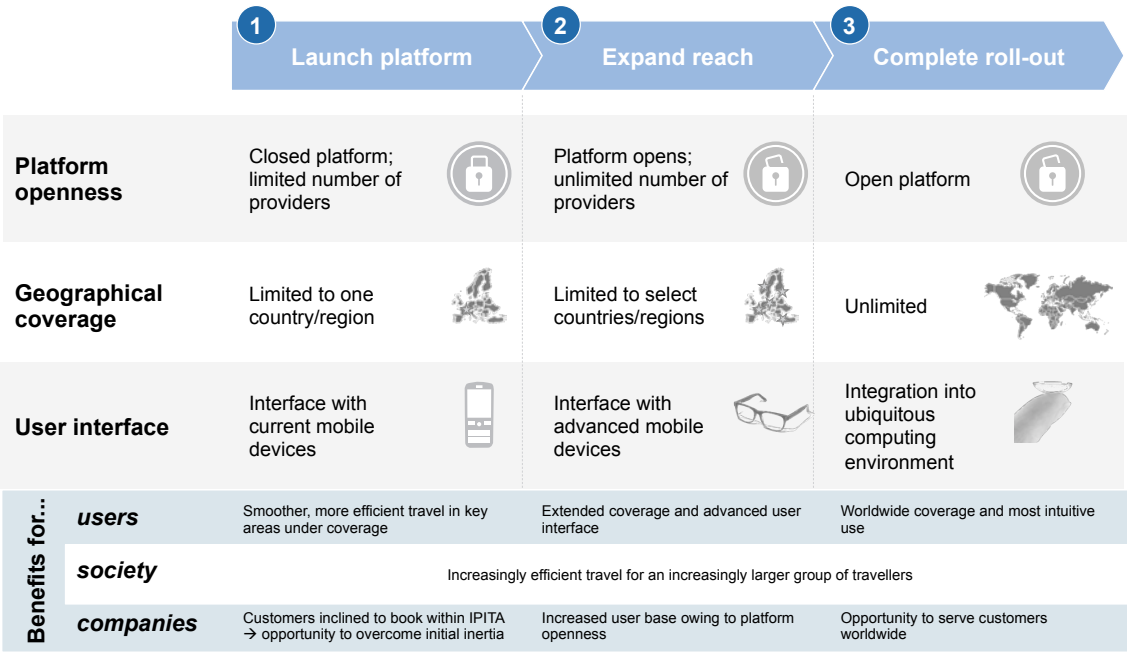 1
Launch platform
2
Expand reach
3
Complete roll-out
Platform
openness
Closed platform;
limited number of
providers
Platform opens;
unlimited number of
providers
Open platform
Geographical
coverage
Limited to one
country/region
Limited to select
countries/regions
Unlimited
User interface
Interface with
current mobile
devices
Interface with
advanced mobile
devices
Integration into
ubiquitous
computing
environment
Benefits for...
users
Smoother, more efficient travel in key
areas under coverage
Extended coverage and advanced user
interface
Worldwide coverage and most intuitive
use
society
Increasingly efficient travel for an increasingly larger group of travellers
companies
Customers inclined to book within IPITA
→ opportunity to overcome initial inertia
Increased user base owing to platform
openness
Opportunity to serve customers
worldwide